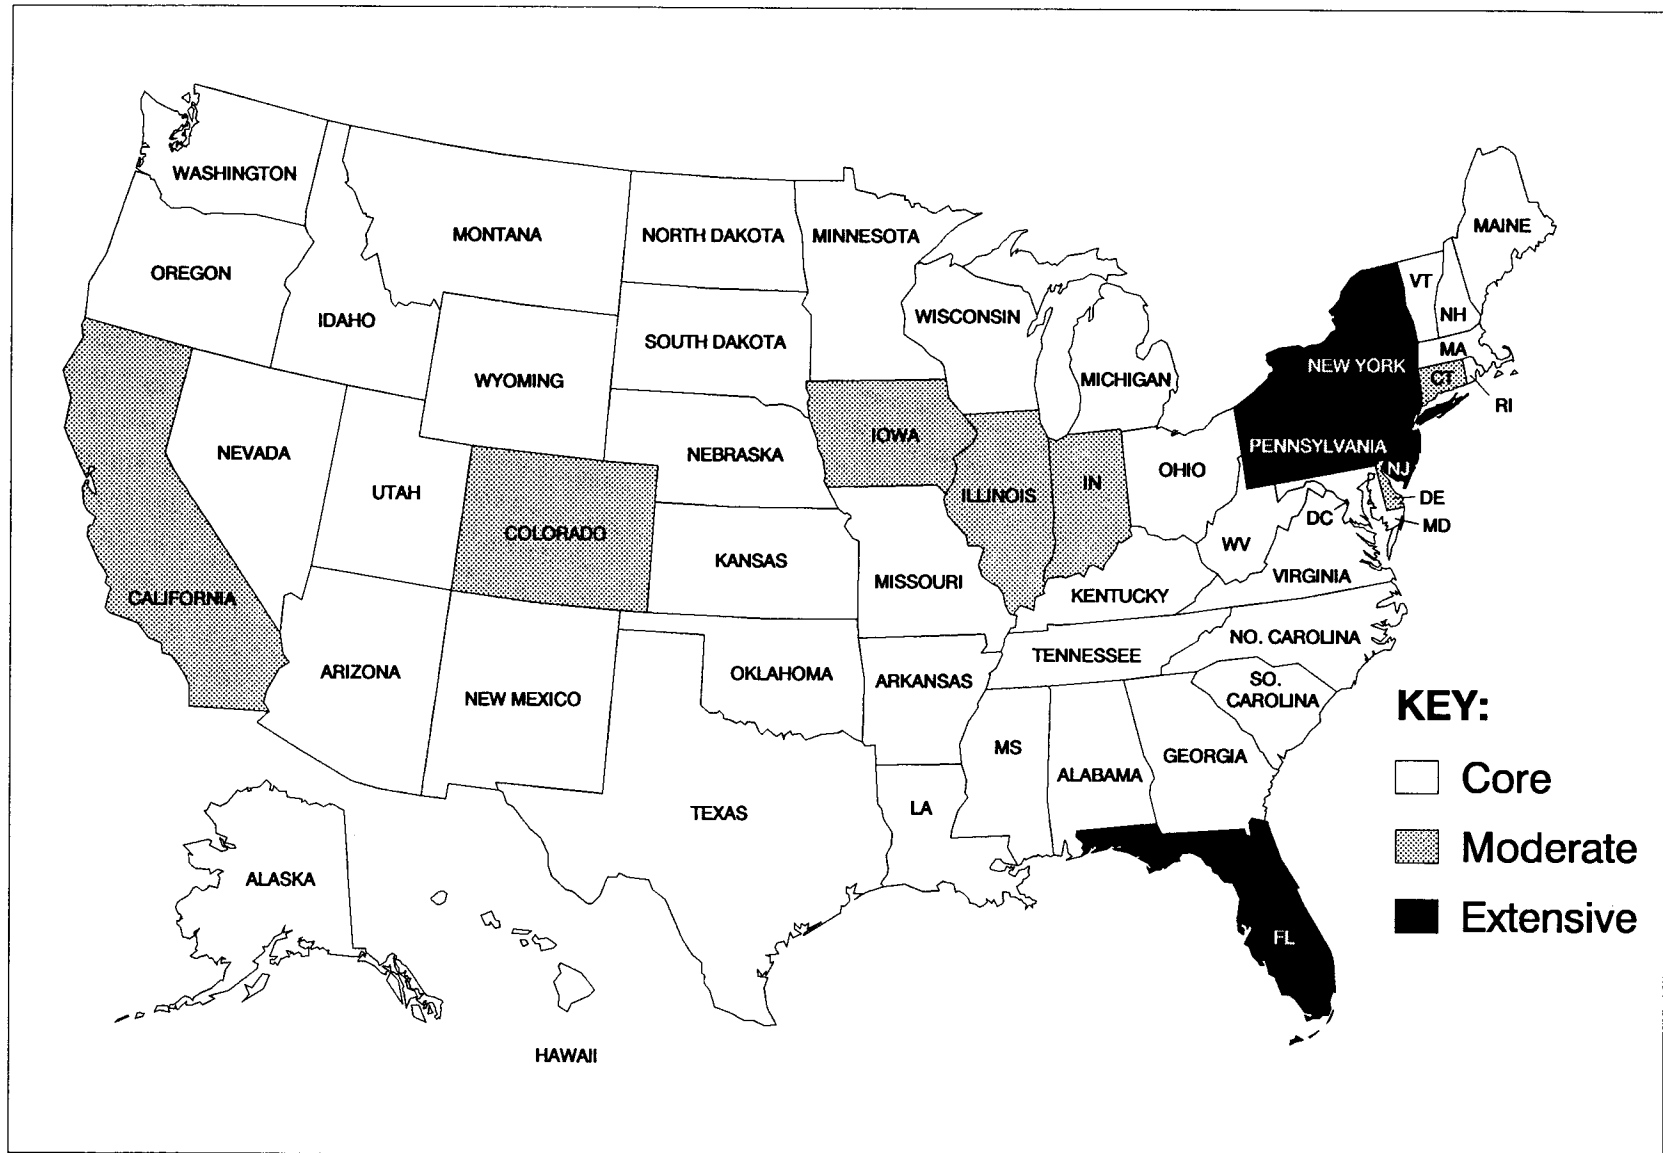 WASHINGTON
MONTANA
NORTH DAKOTA
MINNESOTA
MAINE
OREGON
IDAHO
WISCONSIN
VT
NH
SOUTH DAKOTA
WYOMING
MICHIGAN
NEW YORK
MA
CT
RI
NEVADA
NEBRASKA
IOWA
PENNSYLVANIA
UTAH
ILLINOIS
IN
OHIO
NJ
DE
COLORADO
DC
MD
KANSAS
MISSOURI
WV
VIRGINIA
CALIFORNIA
KENTUCKY
ARIZONA
NEW MEXICO
OKLAHOMA
ARKANSAS
TENNESSEE
NO. CAROLINA
SO.
CAROLINA
TEXAS
LA
MS
ALABAMA
GEORGIA
FL
ALASKA
HAWAII
KEY:
Core
Moderate
Extensive